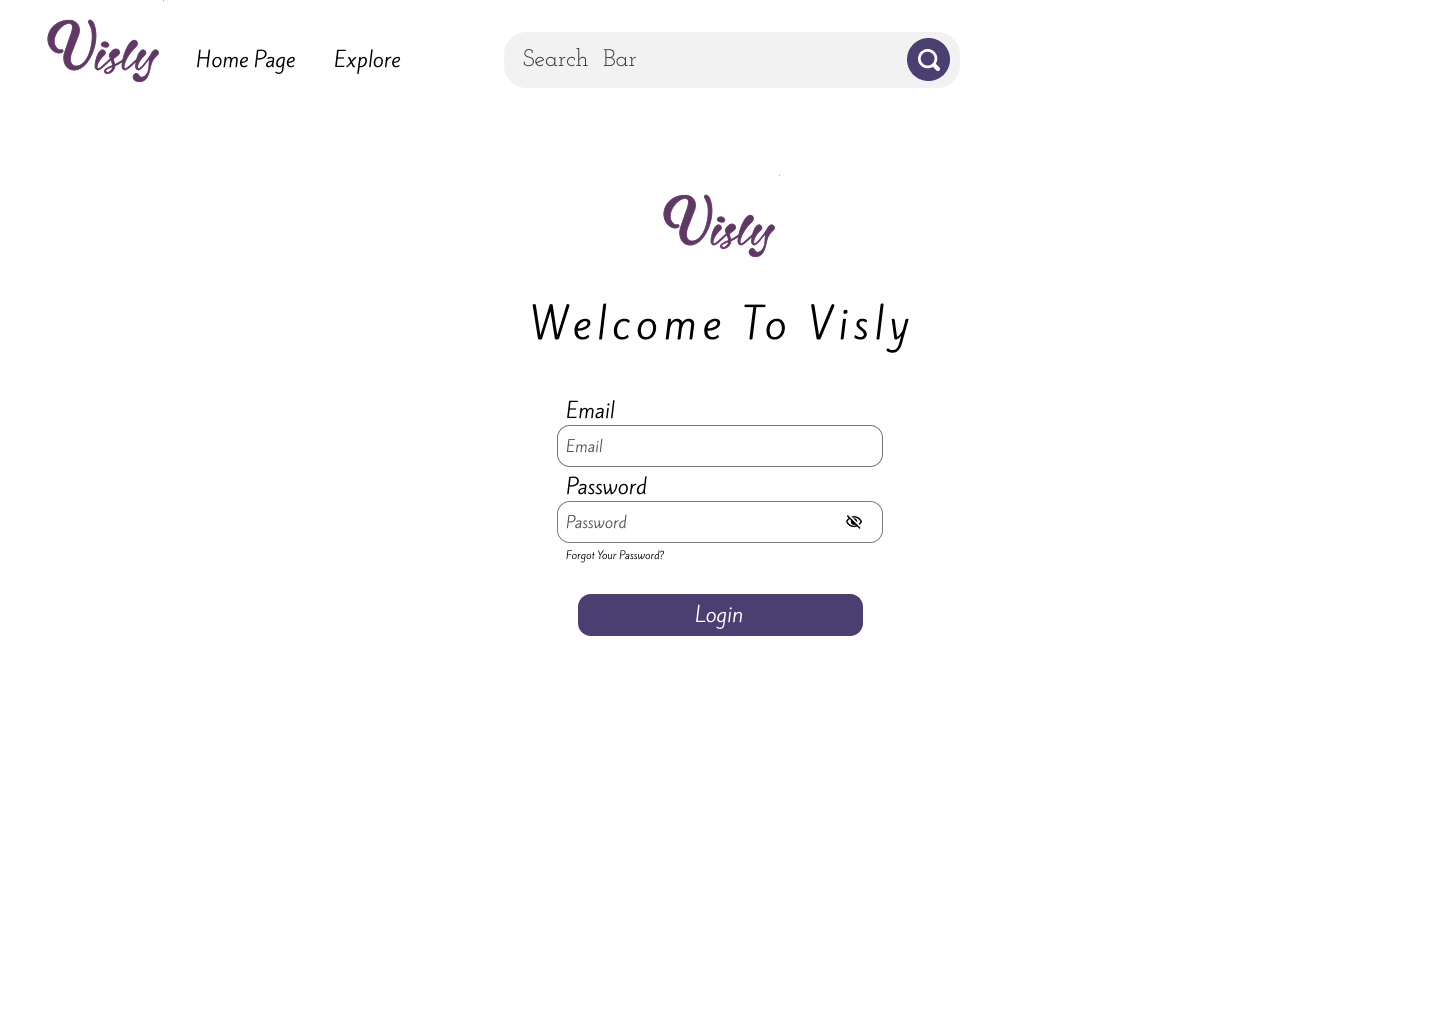 Visly
Home Page
Explore
Search Bar
Visly
Welcome To Visly
Email
Email
Password
Password
Forgot Your Password?
Login